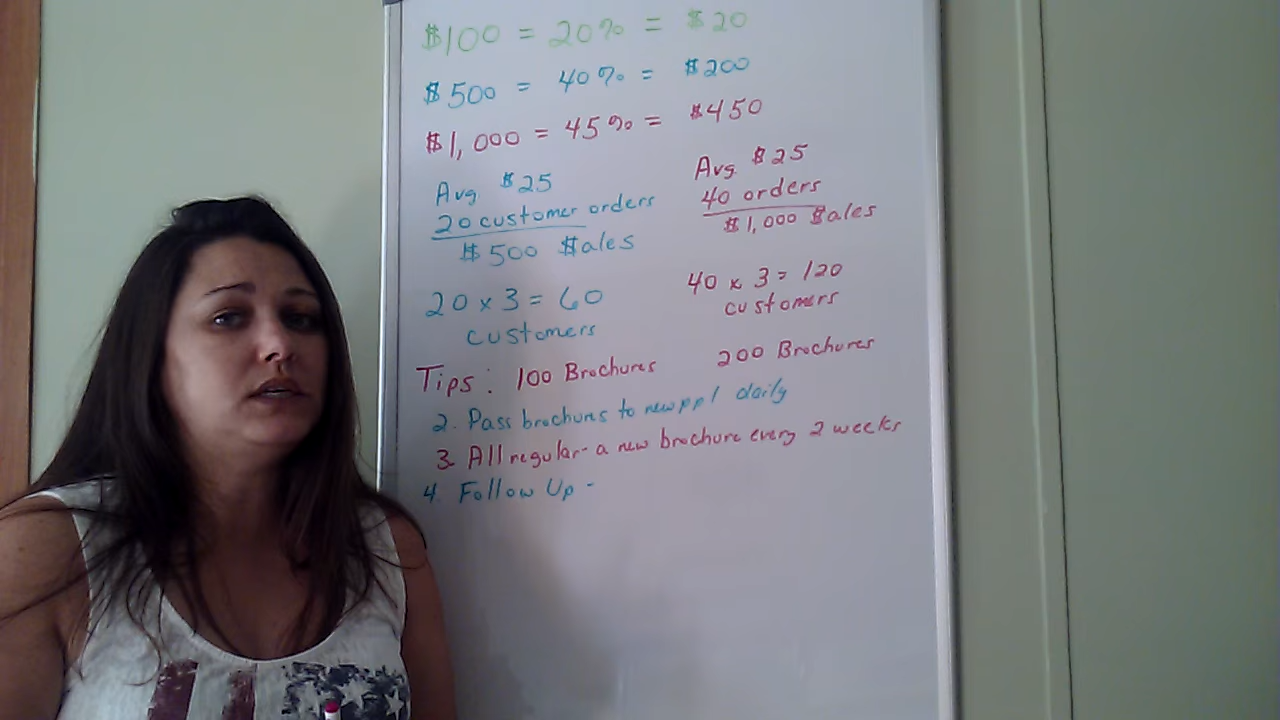 $100 = 20% = $20
$500 = 40% = $200
$1,000 = 45% = $450
Avg $25
20 customer orders
$500 $ales
20 x 3 = 60
customers
Avg. $25
40 orders
$1,000 $ales
40 x 3 = 120
customers
Tips: 100 Brochures 200 Brochures
2. Pass brochures to new ppl daily
3. All regular - a new brochure every 2 weeks
4. Follow Up -